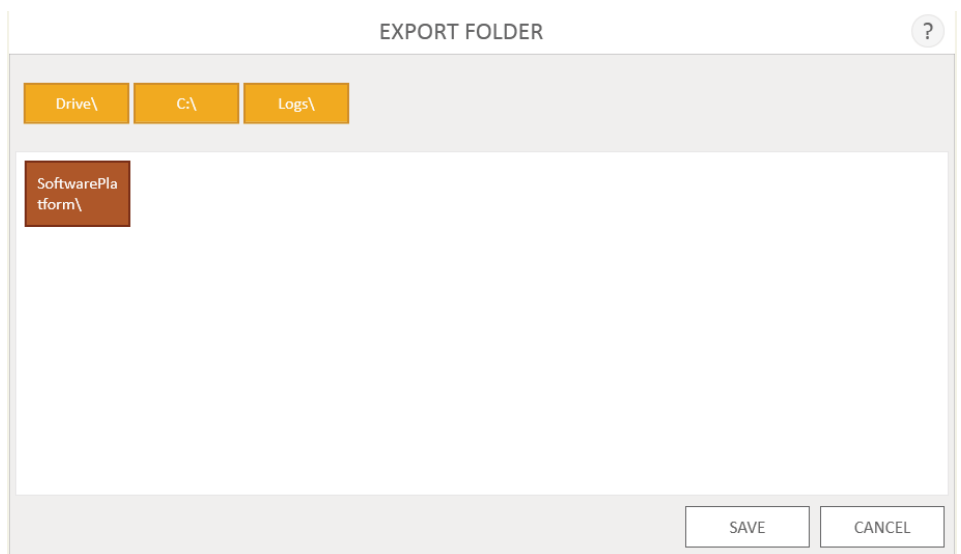 EXPORT FOLDER
?
Drive\
C:\
Logs\
SoftwarePla
tform\
SAVE
CANCEL